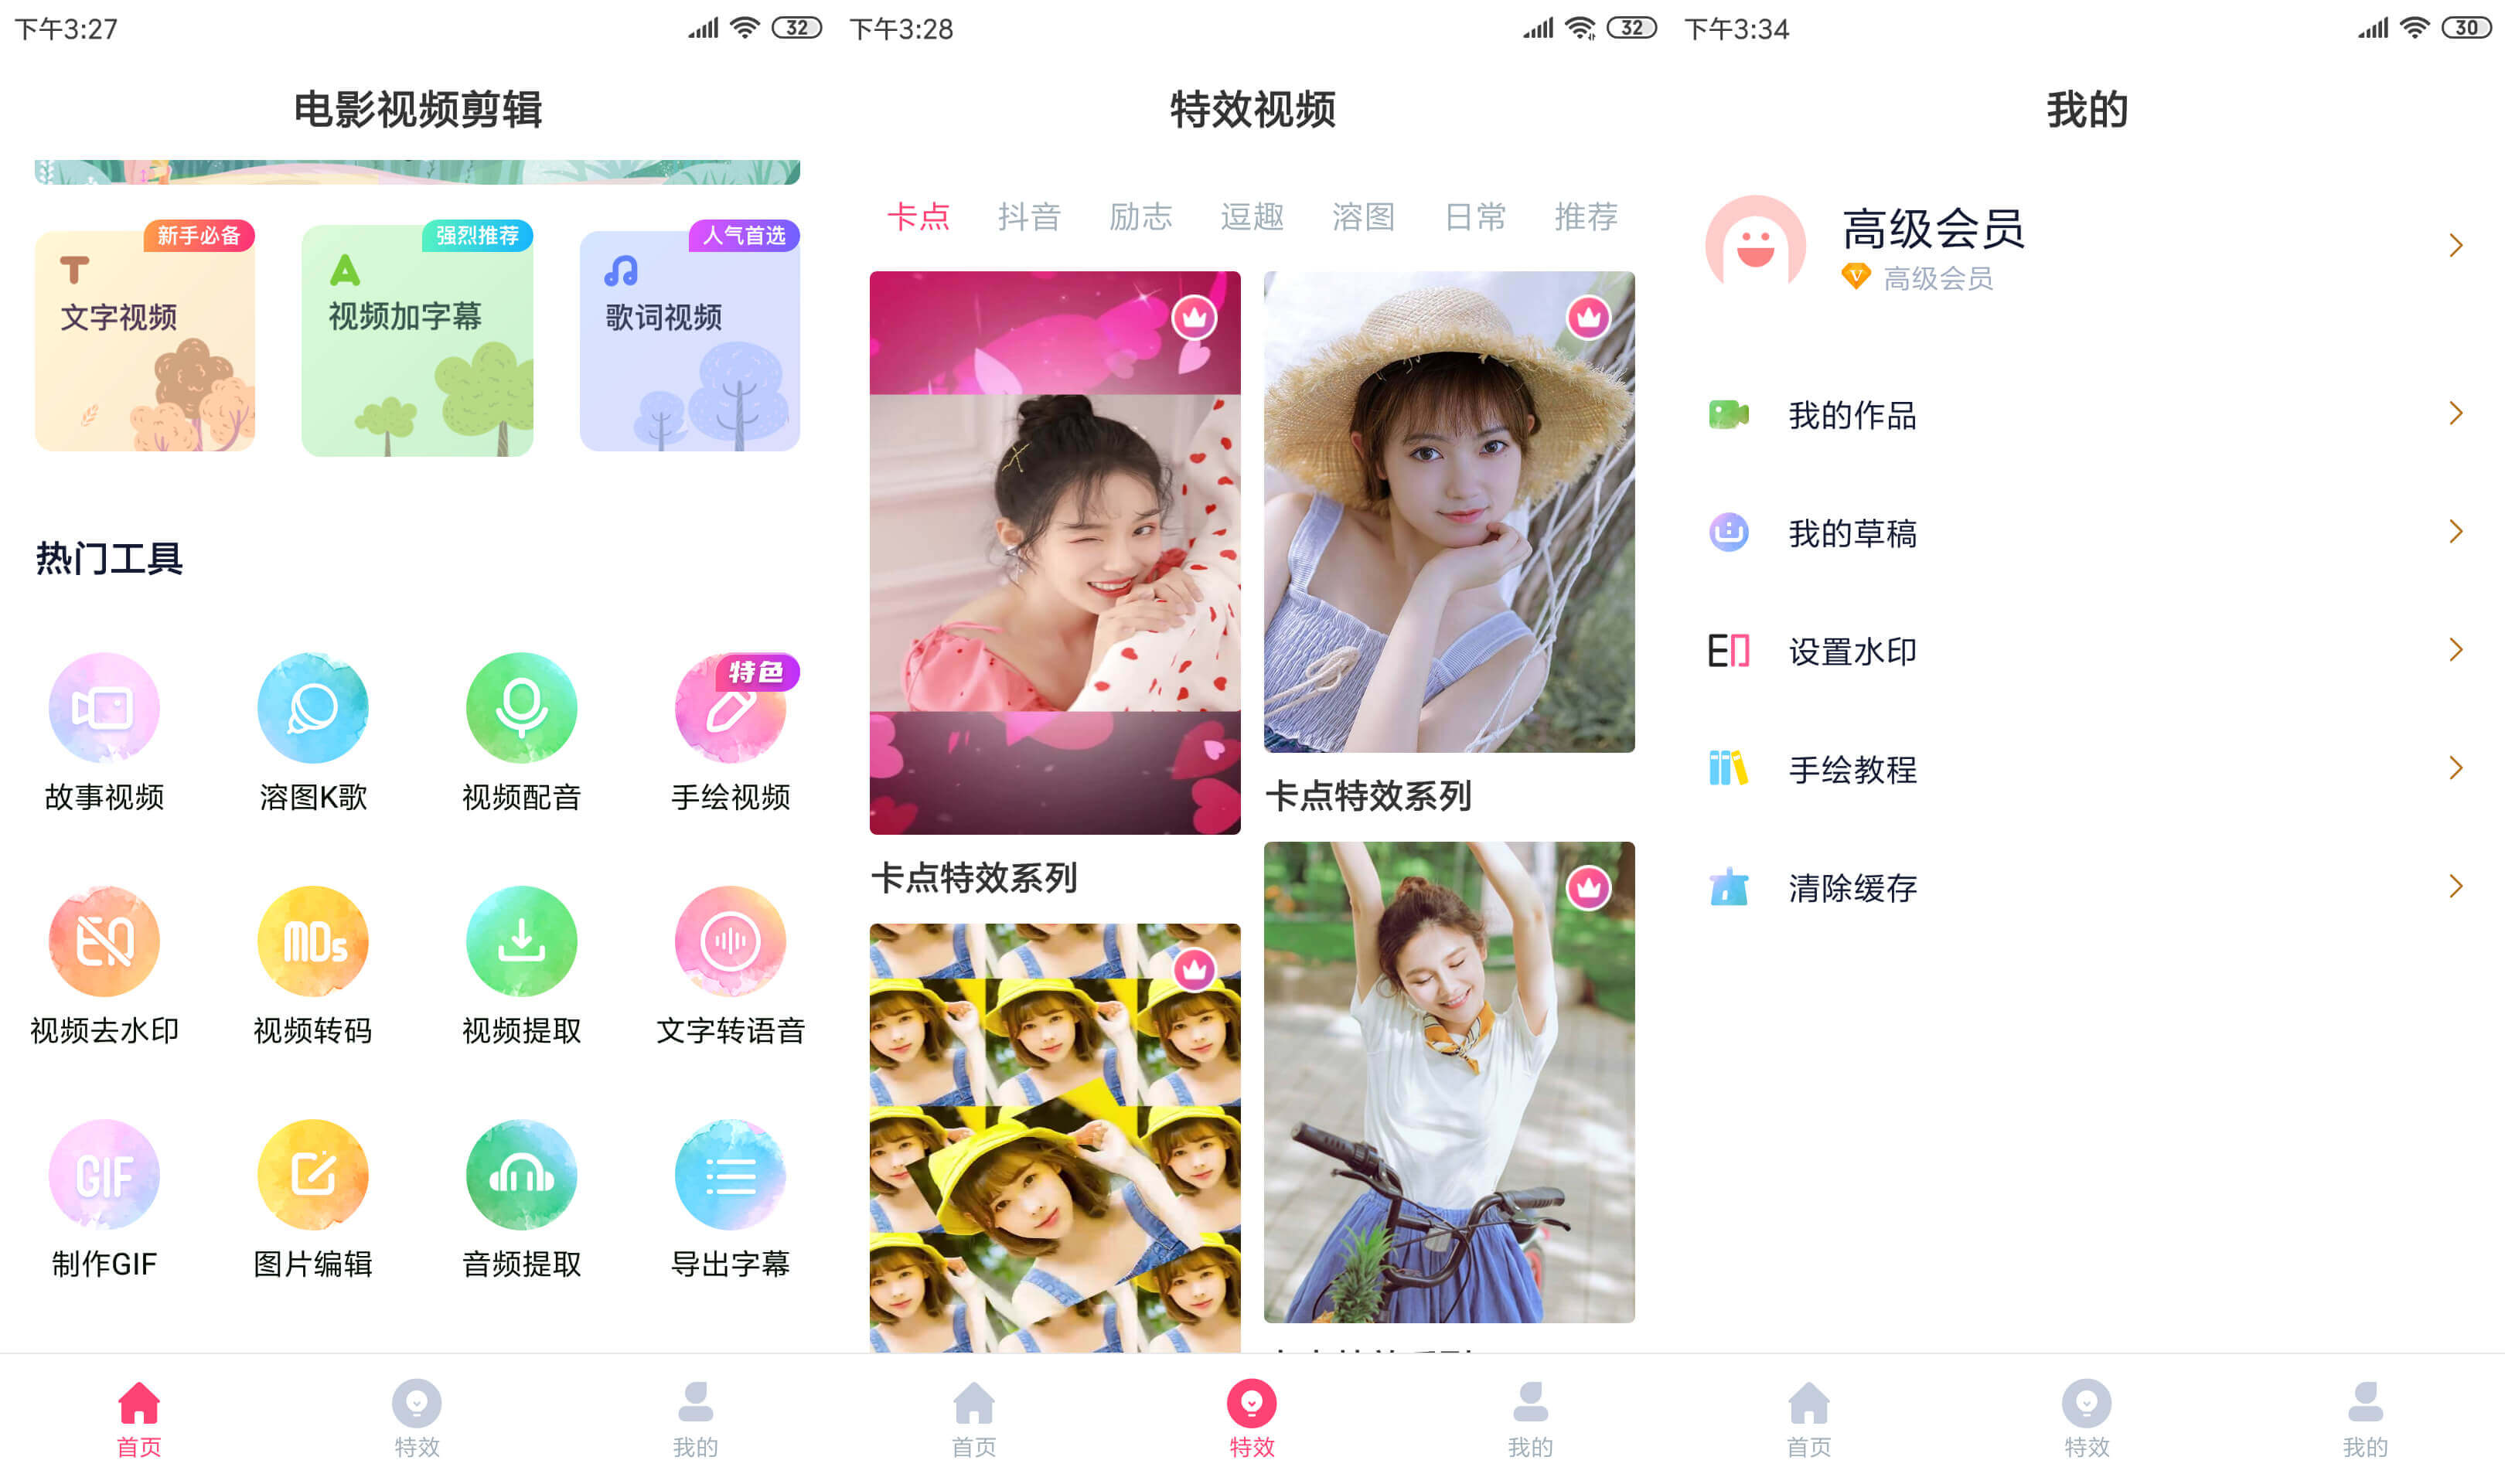 下午3:27
32
电影视频剪辑
新手必备
强烈推荐
人气首选
T
文字视频
A
视频加字幕
歌词视频
热门工具
特色
故事视频
溶图K歌
视频配音
手绘视频
MDs
视频去水印
视频转码
视频提取
文字转语音
GIF
制作GIF
图片编辑
音频提取
导出字幕
首页
特效
我的
下午3:28
32
特效视频
卡点
抖音
励志
逗趣
溶图
日常
推荐
卡点特效系列
卡点特效系列
首页
特效
我的
下午3:34
30
我的
高级会员
高级会员
我的作品
我的草稿
设置水印
手绘教程
清除缓存
首页
特效
我的